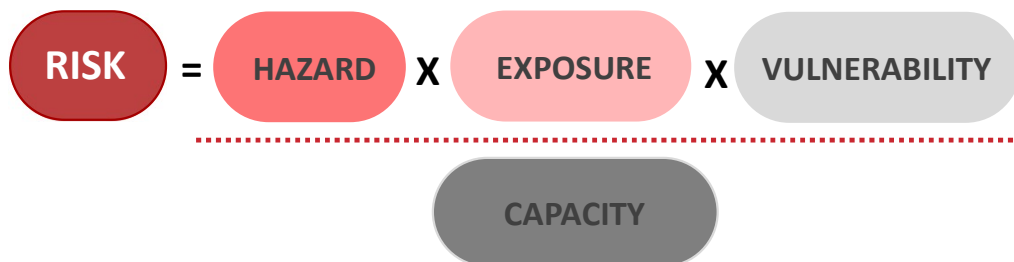 RISK = HAZARD X EXPOSURE X VULNERABILITY
CAPACITY